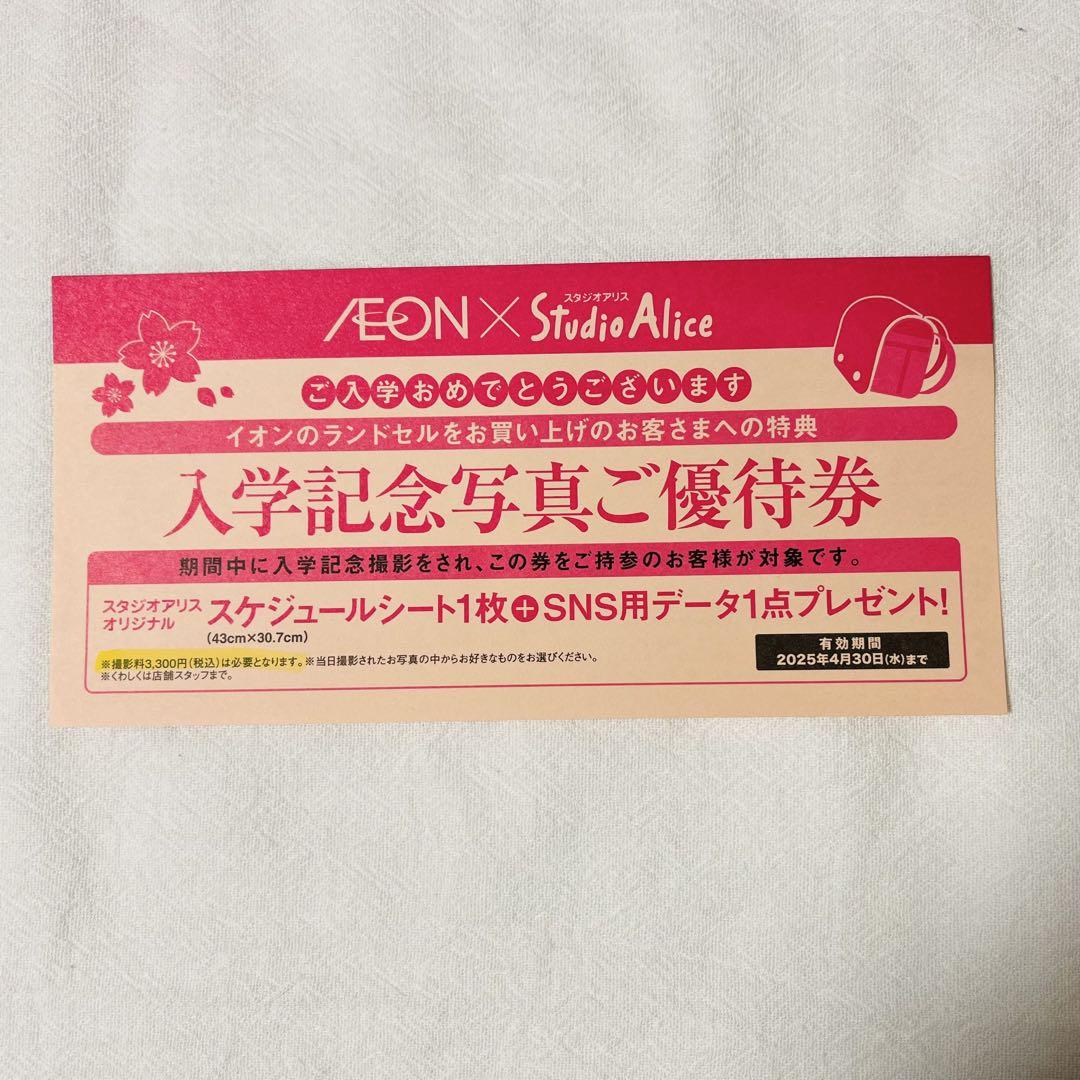 ÆON×Studio Alice
スタジオアリス
ご入学おめでとうございます
イオンのランドセルをお買い上げのお客さまへの特典
入学記念写真ご優待券
期間中に入学記念撮影をされ、この券をご持参のお客様が対象です。
スタジオアリス
オリジナル
スケジュールシート1枚+SNS用データ1点プレゼント!
(43cm×30.7cm)
※撮影料3,300円(税込)は必要となります。※当日撮影されたお写真の中からお好きなものをお選びください。
※くわしくは店舗スタッフまで。
有効期間
2025年4月30日(水)まで